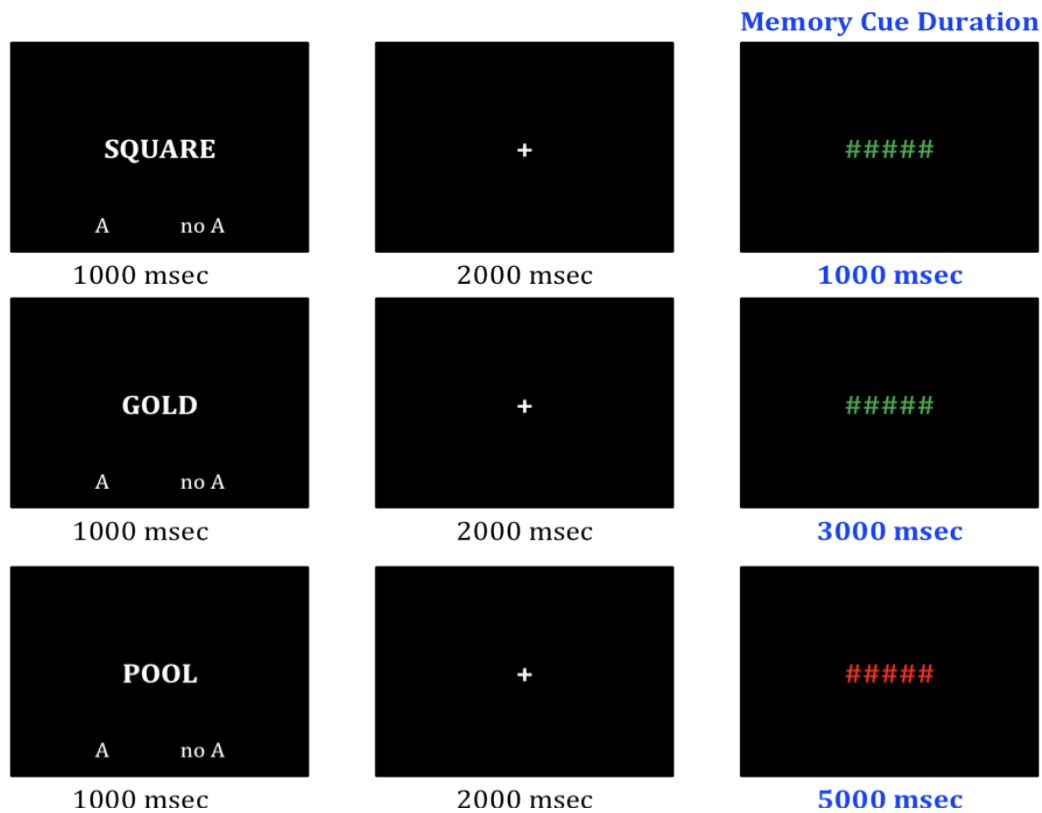 Memory Cue Duration
SQUARE
+
#####
A no A
1000 msec 2000 msec 1000 msec
GOLD
+
#####
A no A
1000 msec 2000 msec 3000 msec
POOL
+
#####
A no A
1000 msec 2000 msec 5000 msec